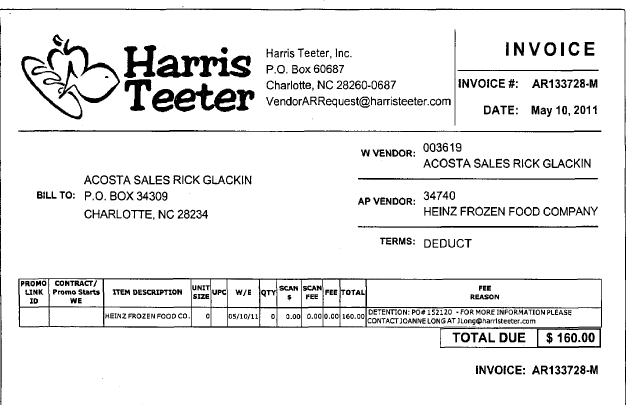 Harris
Teeter
Harris Teeter, Inc.
P.O. Box 60687
Charlotte, NC 28260-0687
VendorARRequest@harristeeter.com
INVOICE
INVOICE #: AR133728-M
DATE: May 10, 2011
W VENDOR: 003619
ACOSTA SALES RICK GLACKIN
BILL TO: ACOSTA SALES RICK GLACKIN
P.O. BOX 34309
CHARLOTTE, NC 28234
AP VENDOR: 34740
HEINZ FROZEN FOOD COMPANY
TERMS: DEDUCT
PROMO LINK ID CONTRACT/ Promo Starts WE ITEM DESCRIPTION UNIT SIZE UPC W/E QTY SCAN $ SCAN FEE FEE TOTAL FEE REASON
HEINZ FROZEN FOOD CO. 0 05/10/11 0 0.00 0.00 0.00 160.00 DETENTION: PO# 152120 - FOR MORE INFORMATION PLEASE
CONTACT JOANNE LONG AT JLong@harristeeter.com
TOTAL DUE $ 160.00
INVOICE: AR133728-M